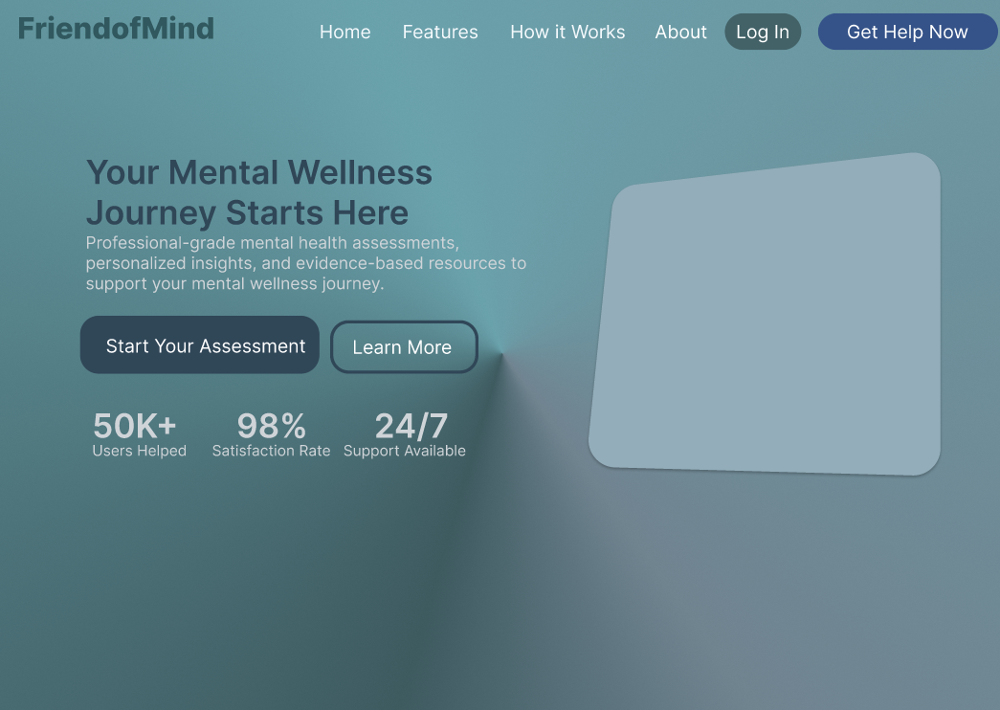 FriendofMind
Home Features How it Works About Log In Get Help Now
Your Mental Wellness
Journey Starts Here
Professional-grade mental health assessments,
personalized insights, and evidence-based resources to
support your mental wellness journey.
Start Your Assessment Learn More
50K+ 98% 24/7
Users Helped Satisfaction Rate Support Available